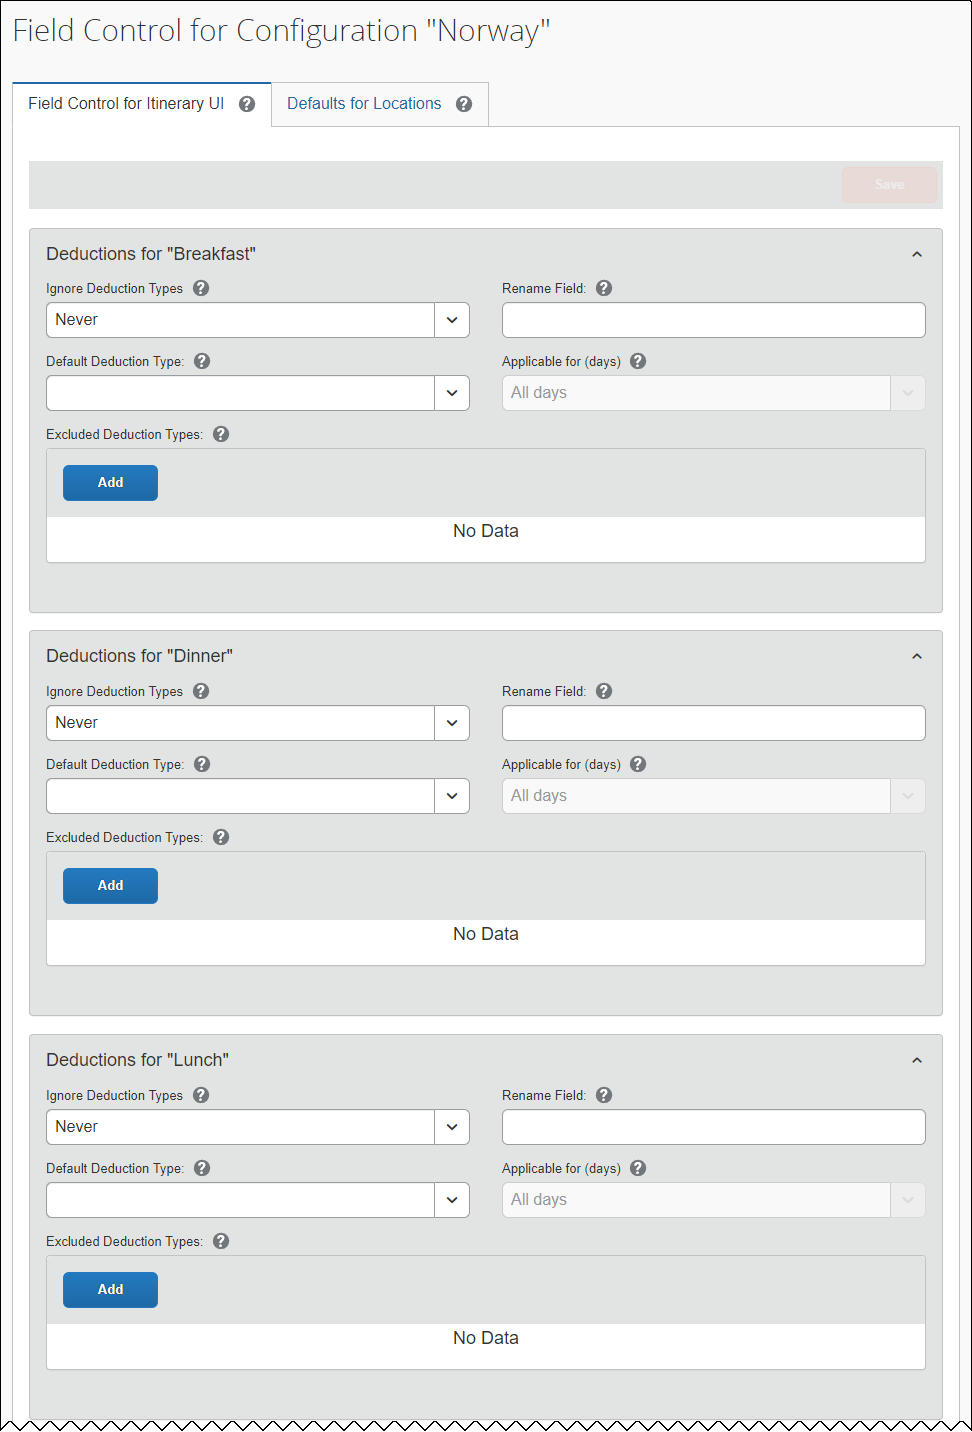 Field Control for Configuration "Norway"
Field Control for Itinerary UI ? Defaults for Locations ?
Save
Deductions for "Breakfast"
Ignore Deduction Types ? Rename Field: ?
Never
Default Deduction Type: ? Applicable for (days) ?
All days
Excluded Deduction Types: ?
Add
No Data
Deductions for "Dinner"
Ignore Deduction Types ? Rename Field: ?
Never
Default Deduction Type: ? Applicable for (days) ?
All days
Excluded Deduction Types: ?
Add
No Data
Deductions for "Lunch"
Ignore Deduction Types ? Rename Field: ?
Never
Default Deduction Type: ? Applicable for (days) ?
All days
Excluded Deduction Types: ?
Add
No Data